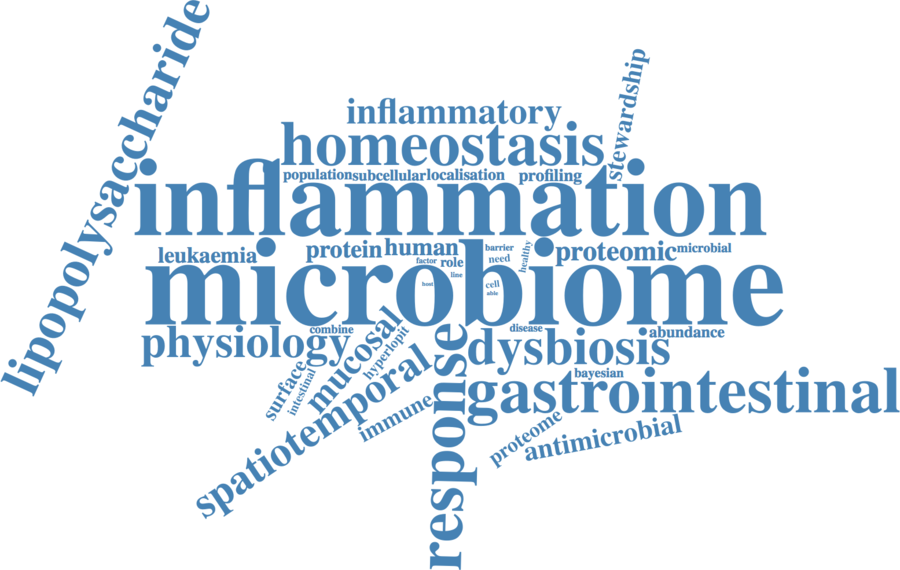 lipopolysaccharide
stewardship
inflammatory
homeostasis
population subcellular localisation profiling
inflammation
leukaemia protein human barrier healthy proteomic microbial
factor role need
line
host cell
able
microbiome
combine disease abundance
physiology mucosal hyperlopit response dysbiosis
bayesian
surface intestinal gastrointestinal
spatiotemporal immune proteome antimicrobial